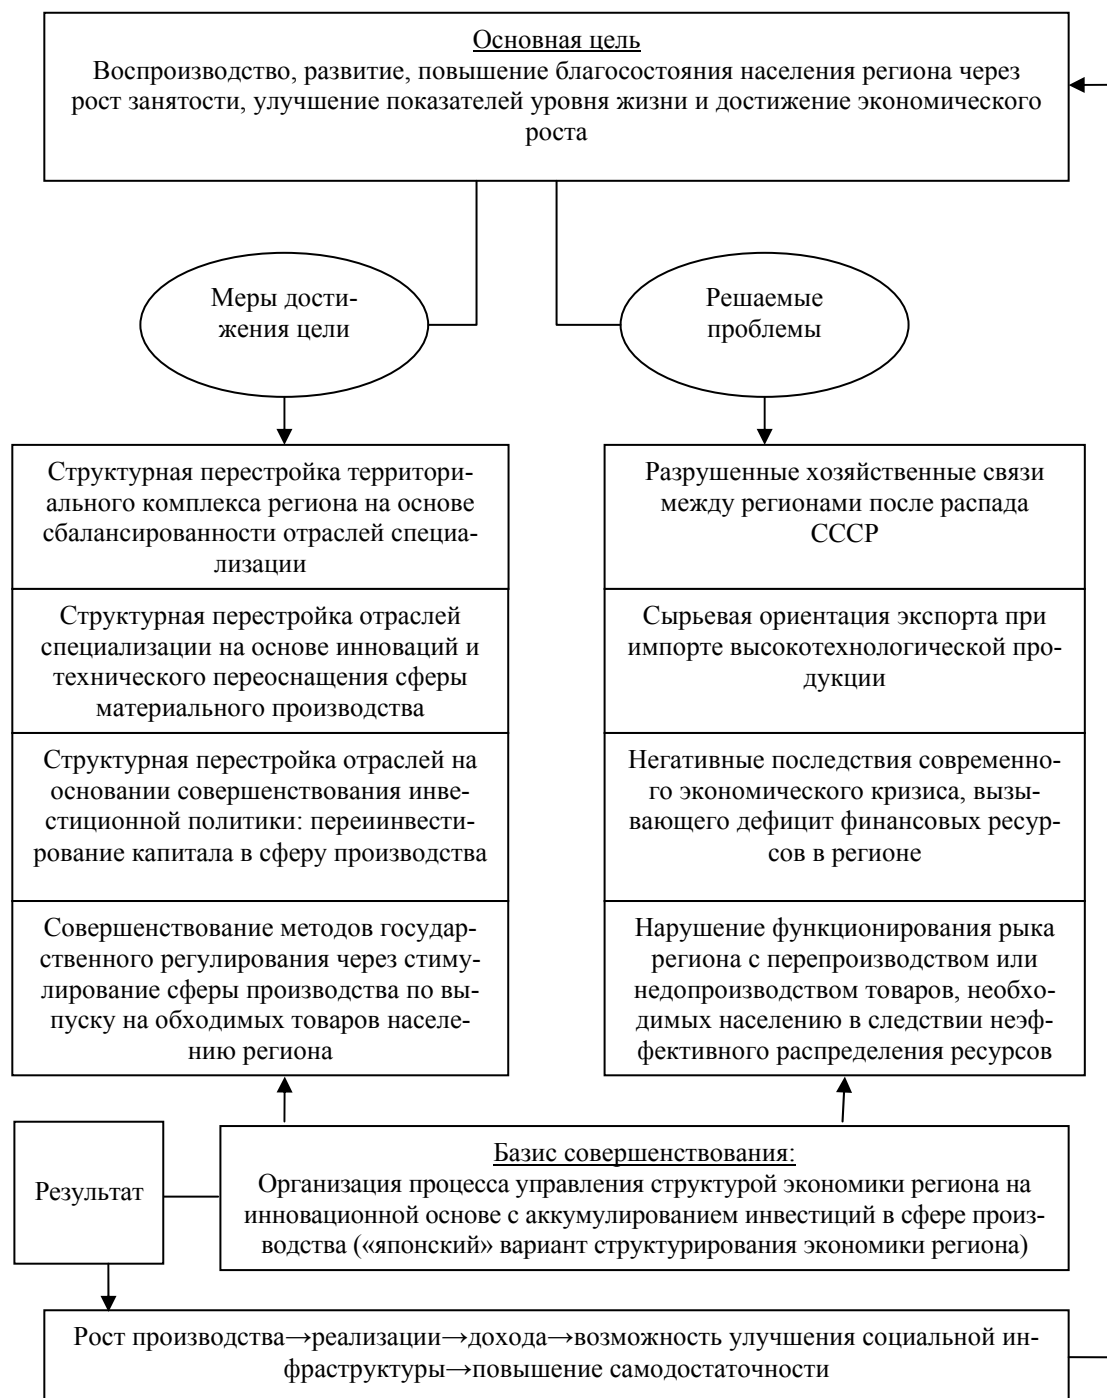 Основная цель
Воспроизводство, развитие, повышение благосостояния населения региона через
рост занятости, улучшение показателей уровня жизни и достижение экономического
роста
Меры дости-
жения цели
Решаемые
проблемы
Структурная перестройка территори-
ального комплекса региона на основе
сбалансированности отраслей специа-
лизации
Структурная перестройка отраслей
специализации на основе инноваций и
технического переоснащения сферы
материального производства
Структурная перестройка отраслей на
основании совершенствования инве-
стиционной политики: переиинвести-
рование капитала в сферу производства
Совершенствование методов государ-
ственного регулирования через стиму-
лирование сферы производства по вы-
пуску на обходимых товаров населе-
нию региона
Разрушенные хозяйственные связи
между регионами после распада
СССР
Сырьевая ориентация экспорта при
импорте высокотехнологической про-
дукции
Негативные последствия современно-
го экономического кризиса, вызы-
вающего дефицит финансовых ресур-
сов в регионе
Нарушение функционирования рыка
региона с перепроизводством или
недопроизводством товаров, необхо-
димых населению в следствии неэф-
фективного распределения ресурсов
Результат
Базис совершенствования:
Организация процесса управления структурой экономики региона на
инновационной основе с аккумулированием инвестиций в сфере произ-
водства («японский» вариант структурирования экономики региона)
Рост производства→реализации→дохода→возможность улучшения социальной ин-
фраструктуры→повышение самодостаточности